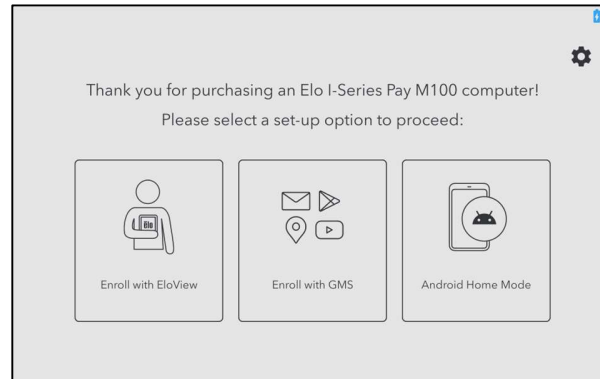 Thank you for purchasing an Elo I-Series Pay M100 computer!
Please select a set-up option to proceed:
Elo
Enroll with EloView
Enroll with GMS
Android Home Mode